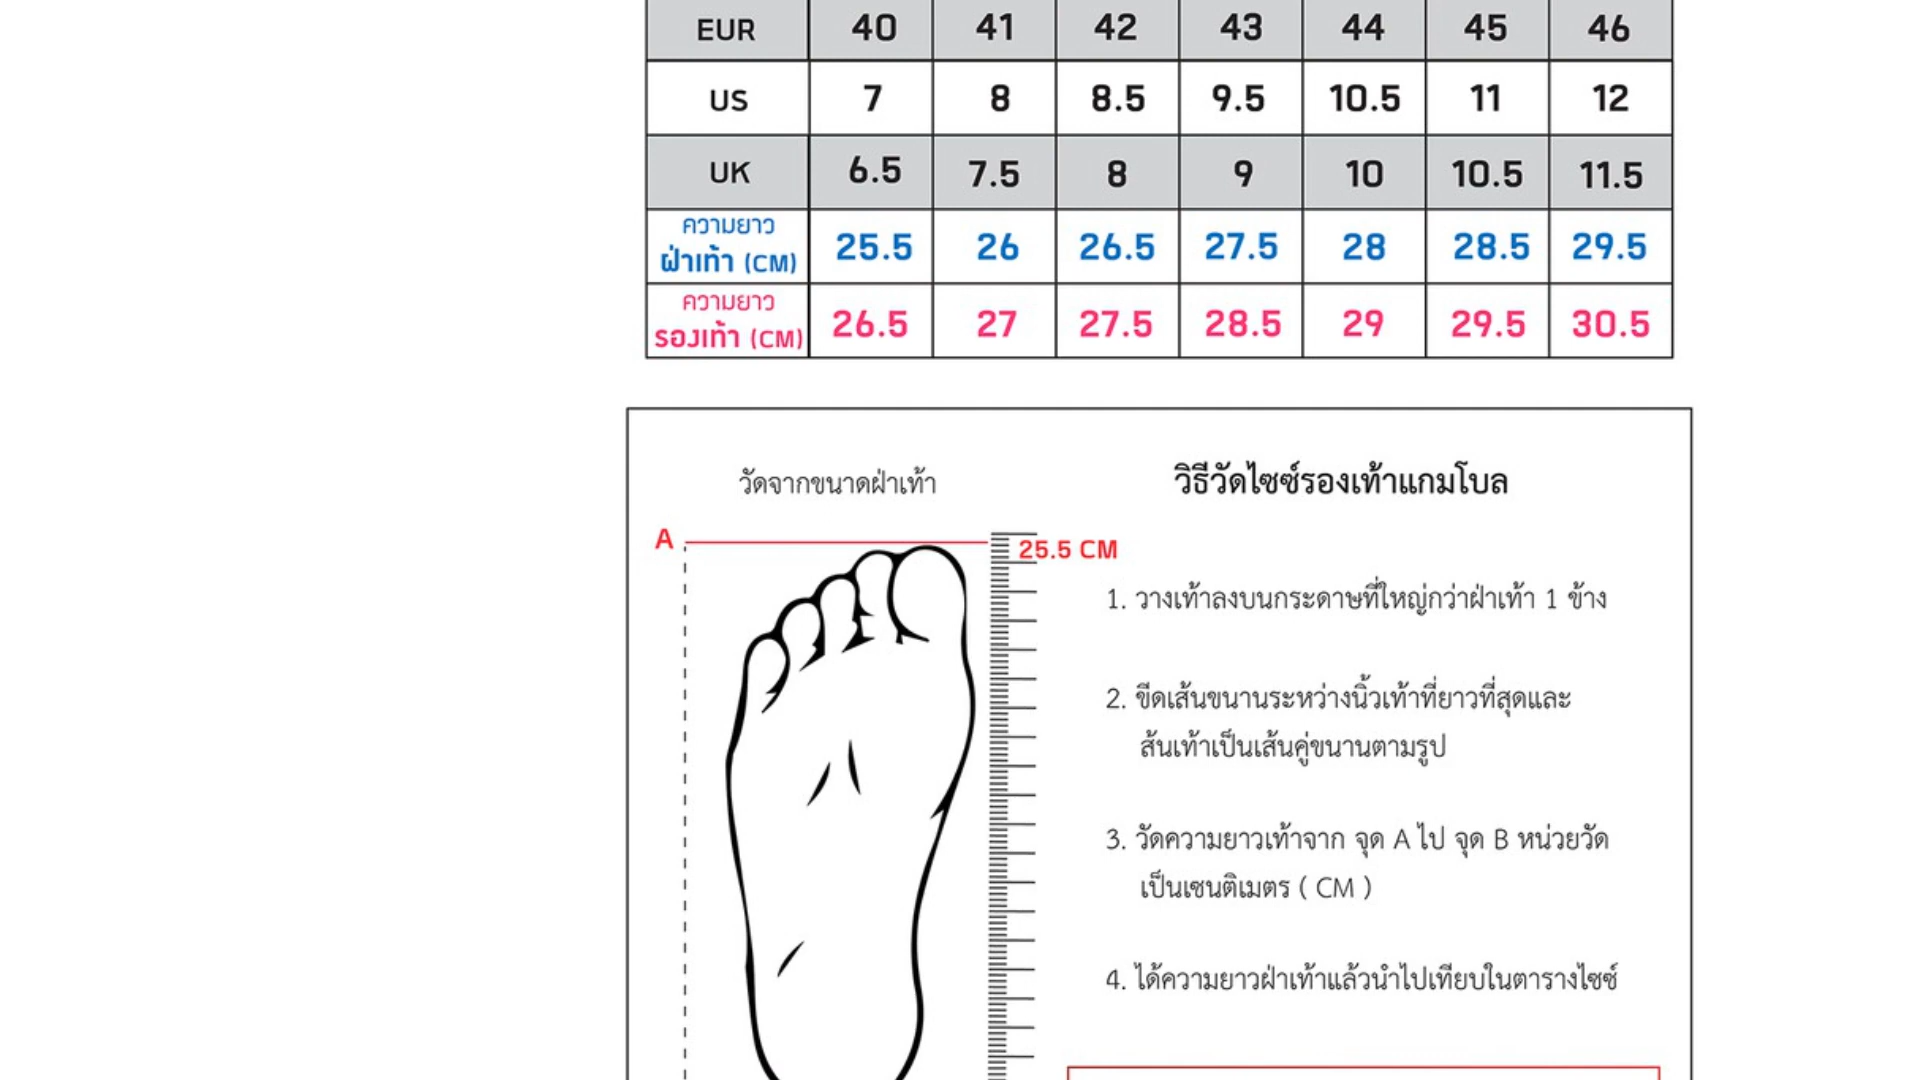 EUR 40 41 42 43 44 45 46
US 7 8 8.5 9.5 10.5 11 12
UK 6.5 7.5 8 9 10 10.5 11.5
ความยาว
ฝ่าเท้า (CM) 25.5 26 26.5 27.5 28 28.5 29.5
ความยาว
รองเท้า (CM) 26.5 27 27.5 28.5 29 29.5 30.5
วัดจากขนาดฝ่าเท้า
A
25.5 CM
วิธีวัดไซซ์รองเท้าแกมโบล
1. วางเท้าลงบนกระดาษที่ใหญ่กว่าฝ่าเท้า 1 ข้าง
2. ขีดเส้นขนานระหว่างนิ้วเท้าที่ยาวที่สุดและ
ส้นเท้าเป็นเส้นคู่ขนานตามรูป
3. วัดความยาวเท้าจาก จุด A ไป จุด B หน่วยวัด
เป็นเซนติเมตร ( CM )
4. ได้ความยาวฝ่าเท้าแล้วนำไปเทียบในตารางไซซ์